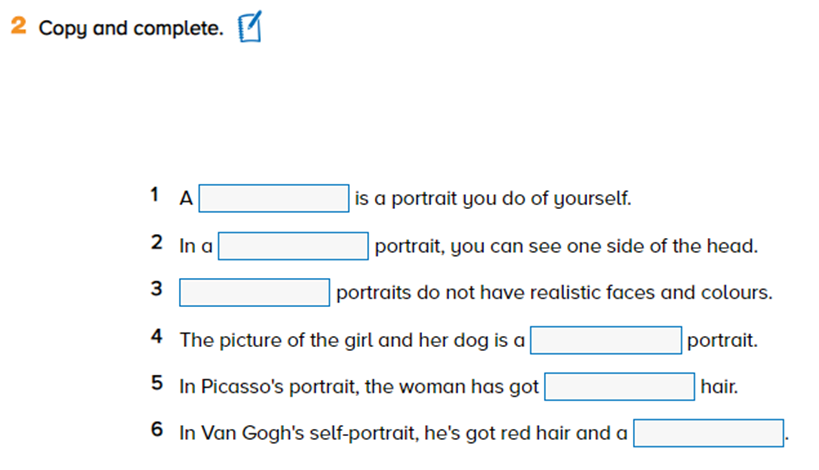 2 Copy and complete.
1 A is a portrait you do of yourself.
2 In a portrait, you can see one side of the head.
3 portraits do not have realistic faces and colours.
4 The picture of the girl and her dog is a portrait.
5 In Picasso's portrait, the woman has got hair.
6 In Van Gogh's self-portrait, he's got red hair and a .